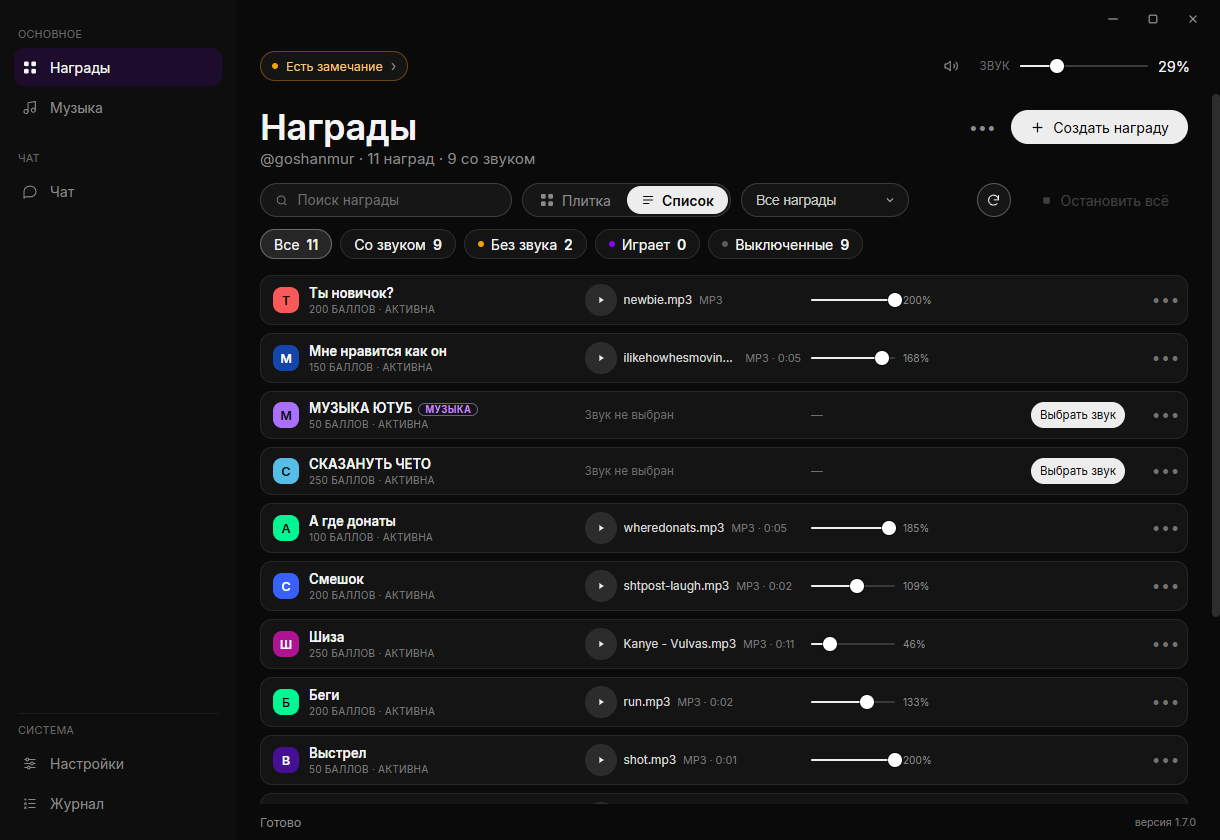 ОСНОВНОЕ
Награды
Музыка
ЧАТ
Чат
СИСТЕМА
Настройки
Журнал
Есть замечание
ЗВУК 29%
Награды
@goshanmur · 11 наград · 9 со звуком
Создать награду
Поиск награды
Плитка
Список
Все награды
Остановить всё
Все 11
Со звуком 9
Без звука 2
Играет 0
Выключенные 9
Т Ты новичок? newbie.mp3 MP3 200%
200 БАЛЛОВ · АКТИВНА
М Мне нравится как он ilikehowhesmovin... MP3 · 0:05 168%
150 БАЛЛОВ · АКТИВНА
М МУЗЫКА ЮТУБ МУЗЫКА Звук не выбран — Выбрать звук
50 БАЛЛОВ · АКТИВНА
С СКАЗАНУТЬ ЧЕТО Звук не выбран — Выбрать звук
250 БАЛЛОВ · АКТИВНА
А А где донаты wheredonats.mp3 MP3 · 0:05 185%
100 БАЛЛОВ · АКТИВНА
С Смешок shtpost-laugh.mp3 MP3 · 0:02 109%
200 БАЛЛОВ · АКТИВНА
Ш Шиза Kanye - Vulvas.mp3 MP3 · 0:11 46%
250 БАЛЛОВ · АКТИВНА
Б Беги run.mp3 MP3 · 0:02 133%
200 БАЛЛОВ · АКТИВНА
В Выстрел shot.mp3 MP3 · 0:01 200%
50 БАЛЛОВ · АКТИВНА
Готово
версия 1.7.0